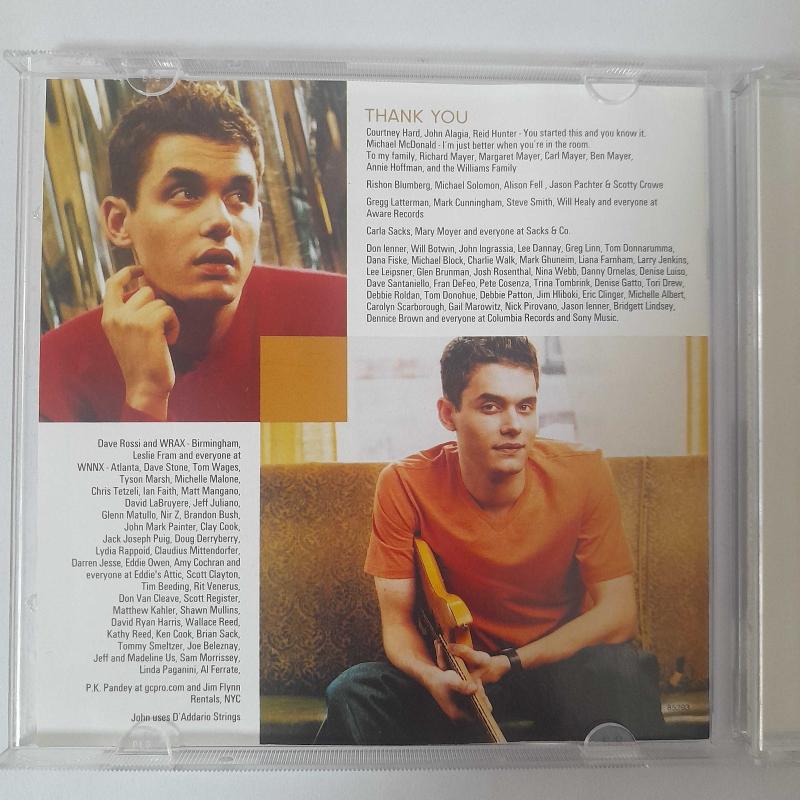 THANK YOU
Courtney Hard, John Alagia, Reid Hunter - You started this and you know it.
Michael McDonald - I'm just better when you're in the room.
To my family, Richard Mayer, Margaret Mayer, Carl Mayer, Ben Mayer,
Annie Hoffman, and the Williams Family
Rishon Blumberg, Michael Solomon, Alison Fell , Jason Pachter & Scotty Crowe
Gregg Latterman, Mark Cunningham, Steve Smith, Will Healy and everyone at
Aware Records
Carla Sacks, Mary Moyer and everyone at Sacks & Co.
Don Ienner, Will Botwin, John Ingrassia, Lee Dannay, Greg Linn, Tom Donnarumma,
Dana Fiske, Michael Block, Charlie Walk, Mark Ghuneim, Liana Farnham, Larry Jenkins,
Lee Leipsner, Glen Brunman, Josh Rosenthal, Nina Webb, Danny Ornelas, Denise Luiso,
Dave Santaniello, Fran DeFeo, Pete Cosenza, Trina Tombrink, Denise Gatto, Tori Drew,
Debbie Roldan, Tom Donohue, Debbie Patton, Jim Hliboki, Eric Clinger, Michelle Albert,
Carolyn Scarborough, Gail Marowitz, Nick Pirovano, Jason Ienner, Bridgett Lindsey,
Dennice Brown and everyone at Columbia Records and Sony Music.
Dave Rossi and WRAX - Birmingham,
Leslie Fram and everyone at
WNNX - Atlanta, Dave Stone, Tom Wages,
Tyson Marsh, Michelle Malone,
Chris Tetzeli, Ian Faith, Matt Mangano,
David LaBruyere, Jeff Juliano,
Glenn Matullo, Nir Z, Brandon Bush,
John Mark Painter, Clay Cook,
Jack Joseph Puig, Doug Derryberry,
Lydia Rappoid, Claudius Mittendorfer,
Darren Jesse, Eddie Owen, Amy Cochran and
everyone at Eddie's Attic, Scott Clayton,
Tim Beeding, Rit Venerus,
Don Van Cleave, Scott Register,
Matthew Kahler, Shawn Mullins,
David Ryan Harris, Wallace Reed,
Kathy Reed, Ken Cook, Brian Sack,
Tommy Smeltzer, Joe Beleznay,
Jeff and Madeline Us, Sam Morrissey,
Linda Paganini, Al Ferrate,
P.K. Pandey at gcpro.com and Jim Flynn
Rentals, NYC
John uses D'Addario Strings